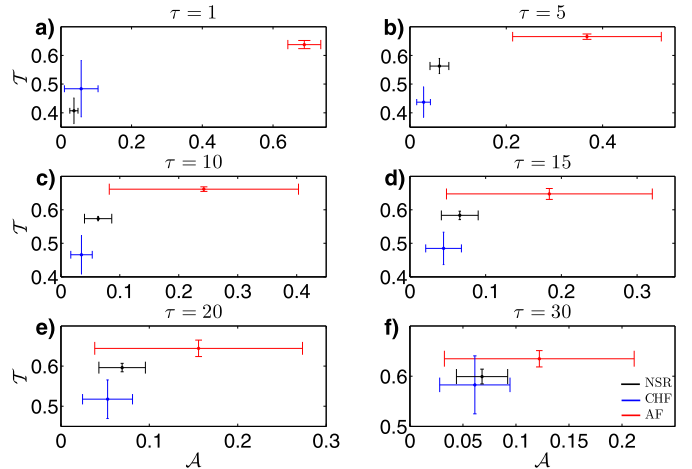 a) τ = 1
b) τ = 5
𝒯 0.6 0.5 0.4
0.6 0.5 0.4
0 0.2 0.4 0.6
0 0.2 0.4
c) τ = 10
d) τ = 15
𝒯 0.6 0.5 0.4
0.6 0.5 0.4
0 0.1 0.2 0.3 0.4
0 0.1 0.2 0.3
e) τ = 20
f) τ = 30
𝒯 0.6 0.5
0.6 0.5
NSR
CHF
AF
0 0.1 0.2 0.3
0 0.05 0.1 0.15 0.2
𝒜
𝒜